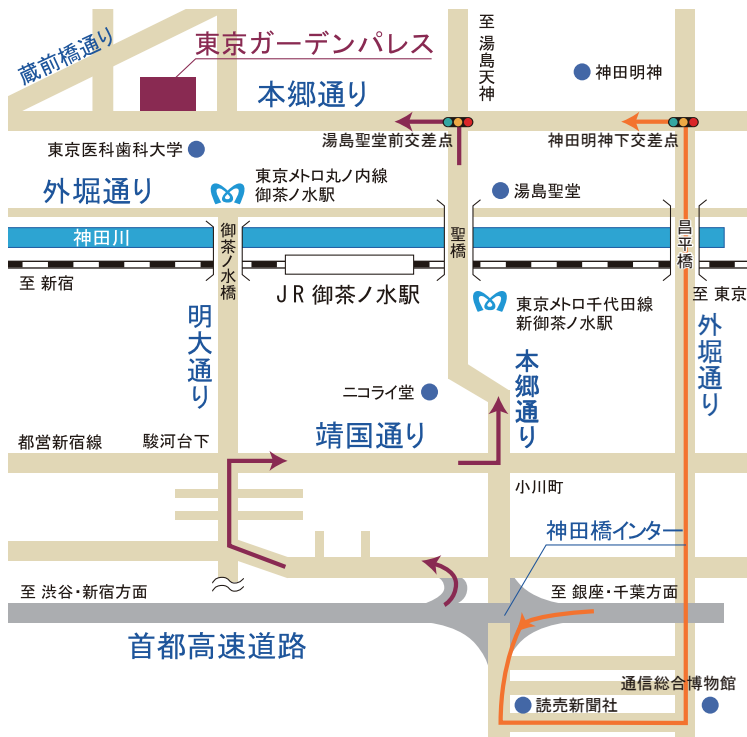 蔵前橋通り
東京ガーデンパレス
至 湯島天神
神田明神
本郷通り
湯島聖堂前交差点
神田明神下交差点
東京医科歯科大学
東京メトロ丸ノ内線
御茶ノ水駅
湯島聖堂
外堀通り
神田川
御茶ノ水橋
聖橋
昌平橋
至 新宿
JR 御茶ノ水駅
至 東京
東京メトロ千代田線
新御茶ノ水駅
明大通り
本郷通り
外堀通り
ニコライ堂
靖国通り
都営新宿線
駿河台下
小川町
神田橋インター
至 渋谷・新宿方面
至 銀座・千葉方面
首都高速道路
通信総合博物館
読売新聞社